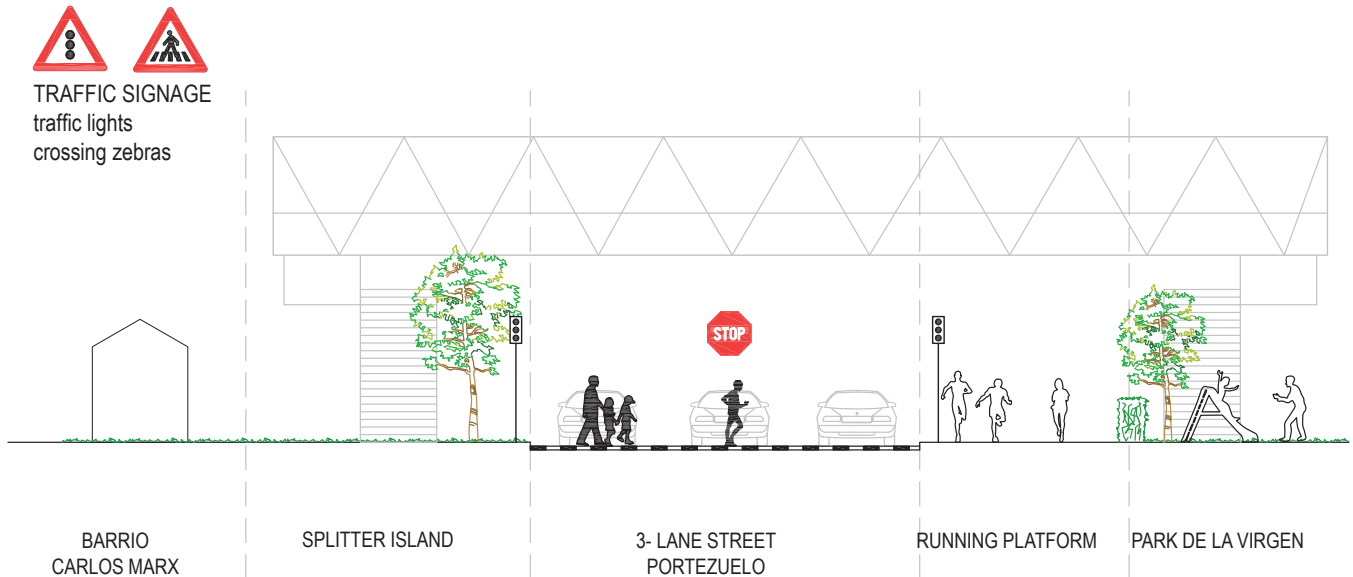 TRAFFIC SIGNAGE
traffic lights
crossing zebras
STOP
BARRIO
CARLOS MARX
SPLITTER ISLAND
3- LANE STREET
PORTEZUELO
RUNNING PLATFORM
PARK DE LA VIRGEN